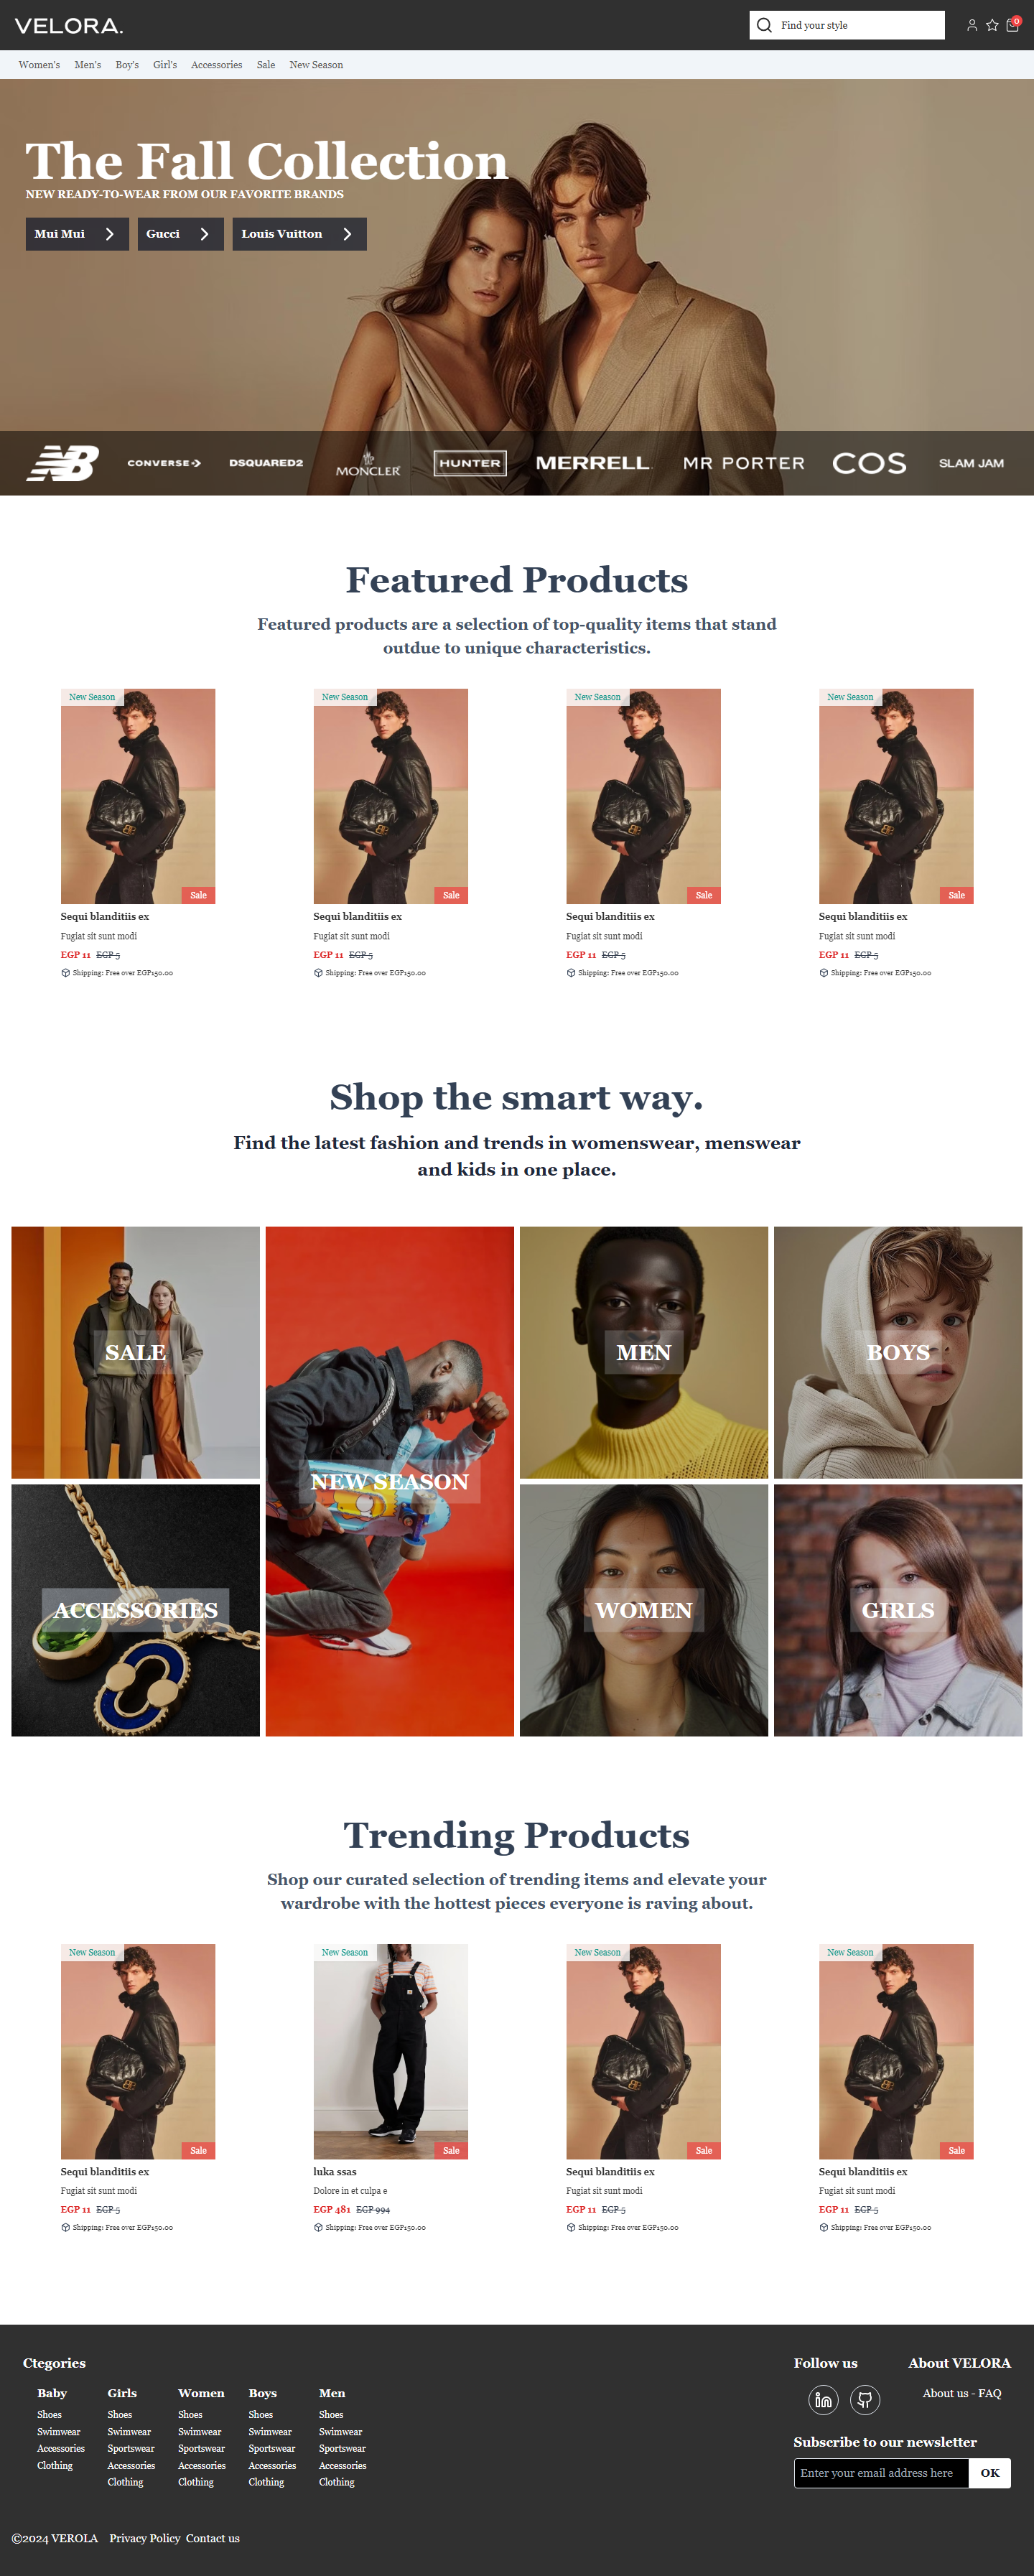 VELORA.
Find your style
0
Women's Men's Boy's Girl's Accessories Sale New Season
The Fall Collection
NEW READY-TO-WEAR FROM OUR FAVORITE BRANDS
Mui Mui Gucci Louis Vuitton
NB CONVERSE DSQUARED2 MONCLER HUNTER MERRELL MR PORTER COS SLAM JAM
Featured Products
Featured products are a selection of top-quality items that stand
outdue to unique characteristics.
New Season New Season New Season New Season
Sale Sale Sale Sale
Sequi blanditiis ex Sequi blanditiis ex Sequi blanditiis ex Sequi blanditiis ex
Fugiat sit sunt modi Fugiat sit sunt modi Fugiat sit sunt modi Fugiat sit sunt modi
EGP 11 EGP 5 EGP 11 EGP 5 EGP 11 EGP 5 EGP 11 EGP 5
Shipping: Free over EGP150.00 Shipping: Free over EGP150.00 Shipping: Free over EGP150.00 Shipping: Free over EGP150.00
Shop the smart way.
Find the latest fashion and trends in womenswear, menswear
and kids in one place.
SALE
MEN
BOYS
NEW SEASON
ACCESSORIES
WOMEN
GIRLS
Trending Products
Shop our curated selection of trending items and elevate your
wardrobe with the hottest pieces everyone is raving about.
New Season New Season New Season New Season
Sale Sale Sale Sale
Sequi blanditiis ex luka ssas Sequi blanditiis ex Sequi blanditiis ex
Fugiat sit sunt modi Dolore in et culpa e Fugiat sit sunt modi Fugiat sit sunt modi
EGP 11 EGP 5 EGP 481 EGP 994 EGP 11 EGP 5 EGP 11 EGP 5
Shipping: Free over EGP150.00 Shipping: Free over EGP150.00 Shipping: Free over EGP150.00 Shipping: Free over EGP150.00
Ctegories
Baby Girls Women Boys Men
Shoes Shoes Shoes Shoes Shoes
Swimwear Swimwear Swimwear Swimwear Swimwear
Accessories Sportswear Sportswear Sportswear Sportswear
Clothing Accessories Accessories Accessories Accessories
Clothing Clothing Clothing Clothing
Follow us About VELORA
in About us - FAQ
Subscribe to our newsletter
Enter your email address here OK
©2024 VEROLA Privacy Policy Contact us